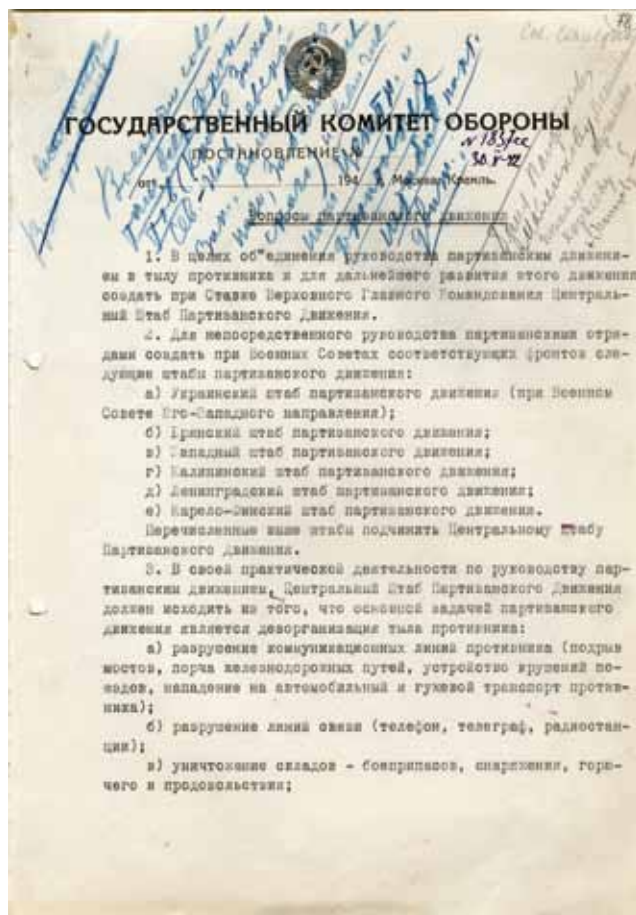 78
ГОСУДАРСТВЕННЫЙ КОМИТЕТ ОБОРОНЫ
ПОСТАНОВЛЕНИЕ №
№ 1837сс
30.V-42
от 194 г. Москва, Кремль.
Вопросы партизанского движения
1. В целях об"единения руководства партизанским движени-
ем в тылу противника и для дальнейшего развития этого движения
создать при Ставке Верховного Главного Командования Централь-
ный Штаб Партизанского Движения.
2. Для непосредственного руководства партизанскими отря-
дами создать при Военных Советах соответствующих фронтов сле-
дующие штабы партизанского движения:
а) Украинский штаб партизанского движения (при Военном
Совете Юго-Западного направления);
б) Брянский штаб партизанского движения;
в) Западный штаб партизанского движения;
г) Калининский штаб партизанского движения;
д) Ленинградский штаб партизанского движения;
е) Карело-Финский штаб партизанского движения.
Перечисленные выше штабы подчинить Центральному Штабу
Партизанского Движения.
3. В своей практической деятельности по руководству пар-
тизанским движением, Центральный Штаб Партизанского Движения
должен исходить из того, что основной задачей партизанского
движения является дезорганизация тыла противника:
а) разрушение коммуникационных линий противника (подрыв
мостов, порча железнодорожных путей, устройство крушений по-
ездов, нападение на автомобильный и гужевой транспорт против-
ника);
б) разрушение линий связи (телефон, телеграф, радиостан-
ции);
в) уничтожение складов - боеприпасов, снаряжения, горю-
чего и продовольствия;